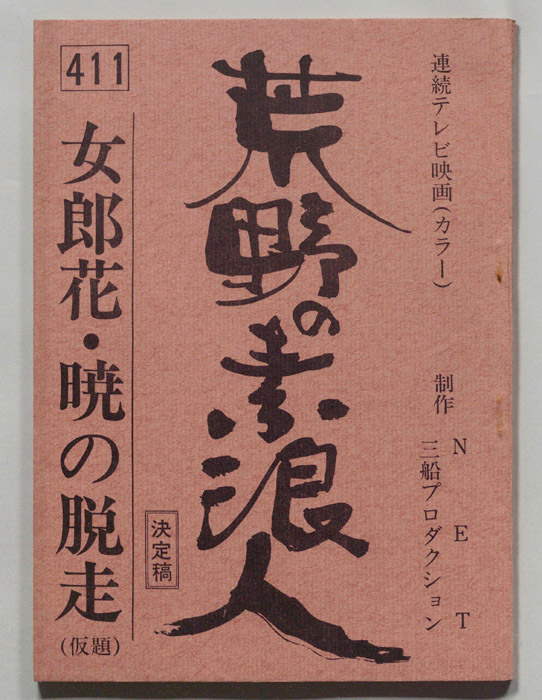 連続テレビ映画(カラー)
制作
NET
三船プロダクション
荒野の素浪人
決定稿
411
女郎花・暁の脱走
(仮題)